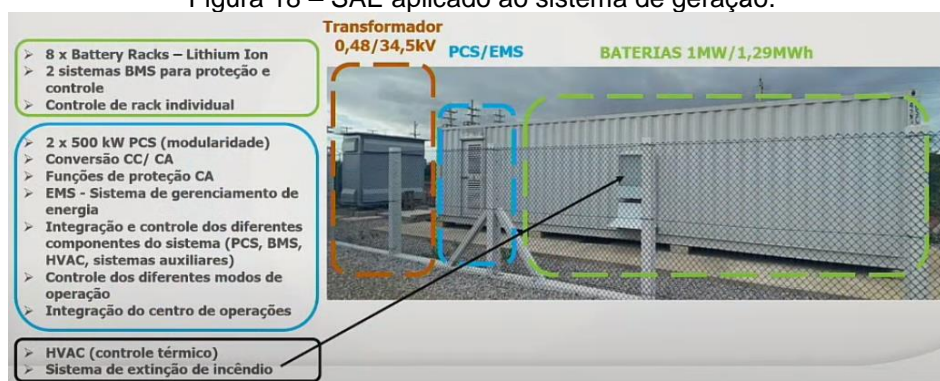 Figura 18 – SAE aplicado ao sistema de geração.
Transformador
0,48/34,5kV
PCS/EMS
BATERIAS 1MW/1,29MWh
➢ 8 x Battery Racks – Lithium Ion
➢ 2 sistemas BMS para proteção e
controle
➢ Controle de rack individual
➢ 2 x 500 kW PCS (modularidade)
➢ Conversão CC/ CA
➢ Funções de proteção CA
➢ EMS - Sistema de gerenciamento de
energia
➢ Integração e controle dos diferentes
componentes do sistema (PCS, BMS,
HVAC, sistemas auxiliares)
➢ Controle dos diferentes modos de
operação
➢ Integração do centro de operações
➢ HVAC (controle térmico)
➢ Sistema de extinção de incêndio